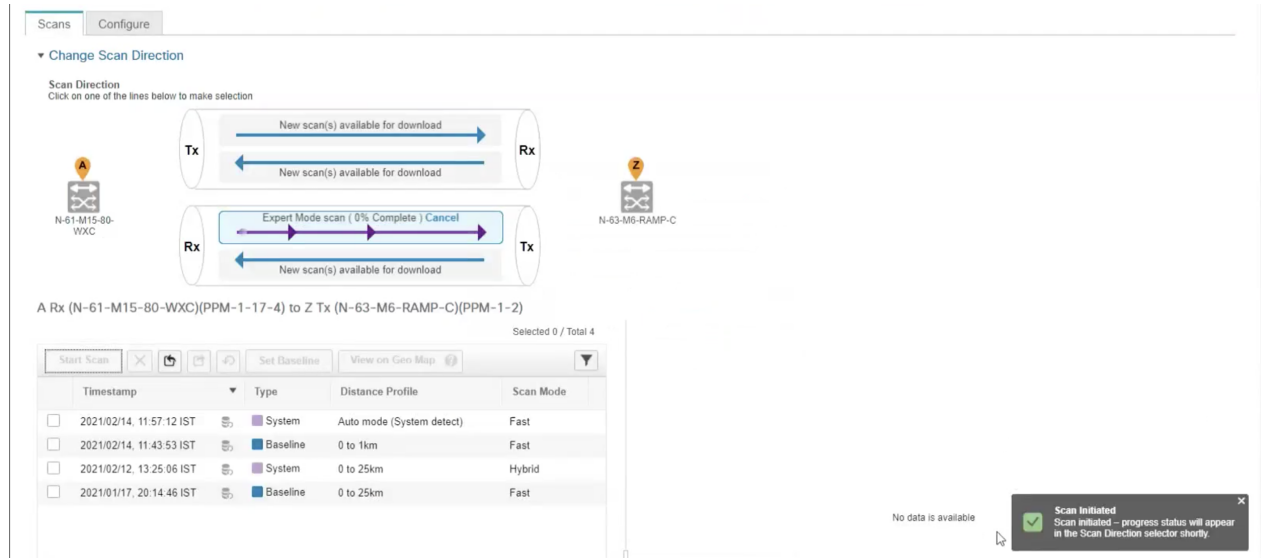 Scans Configure
Change Scan Direction
Scan Direction
Click on one of the lines below to make selection
New scan(s) available for download
Tx
Rx
New scan(s) available for download
A
Z
N-61-M15-80-
WXC
N-63-M6-RAMP-C
Expert Mode scan ( 0% Complete ) Cancel
Rx
Tx
New scan(s) available for download
A Rx (N-61-M15-80-WXC)(PPM-1-17-4) to Z Tx (N-63-M6-RAMP-C)(PPM-1-2)
Selected 0 / Total 4
Start Scan Set Baseline View on Geo Map
Timestamp Type Distance Profile Scan Mode
2021/02/14, 11:57:12 IST System Auto mode (System detect) Fast
2021/02/14, 11:43:53 IST Baseline 0 to 1km Fast
2021/02/12, 13:25:06 IST System 0 to 25km Hybrid
2021/01/17, 20:14:46 IST Baseline 0 to 25km Fast
No data is available
Scan Initiated
Scan initiated – progress status will appear
in the Scan Direction selector shortly.